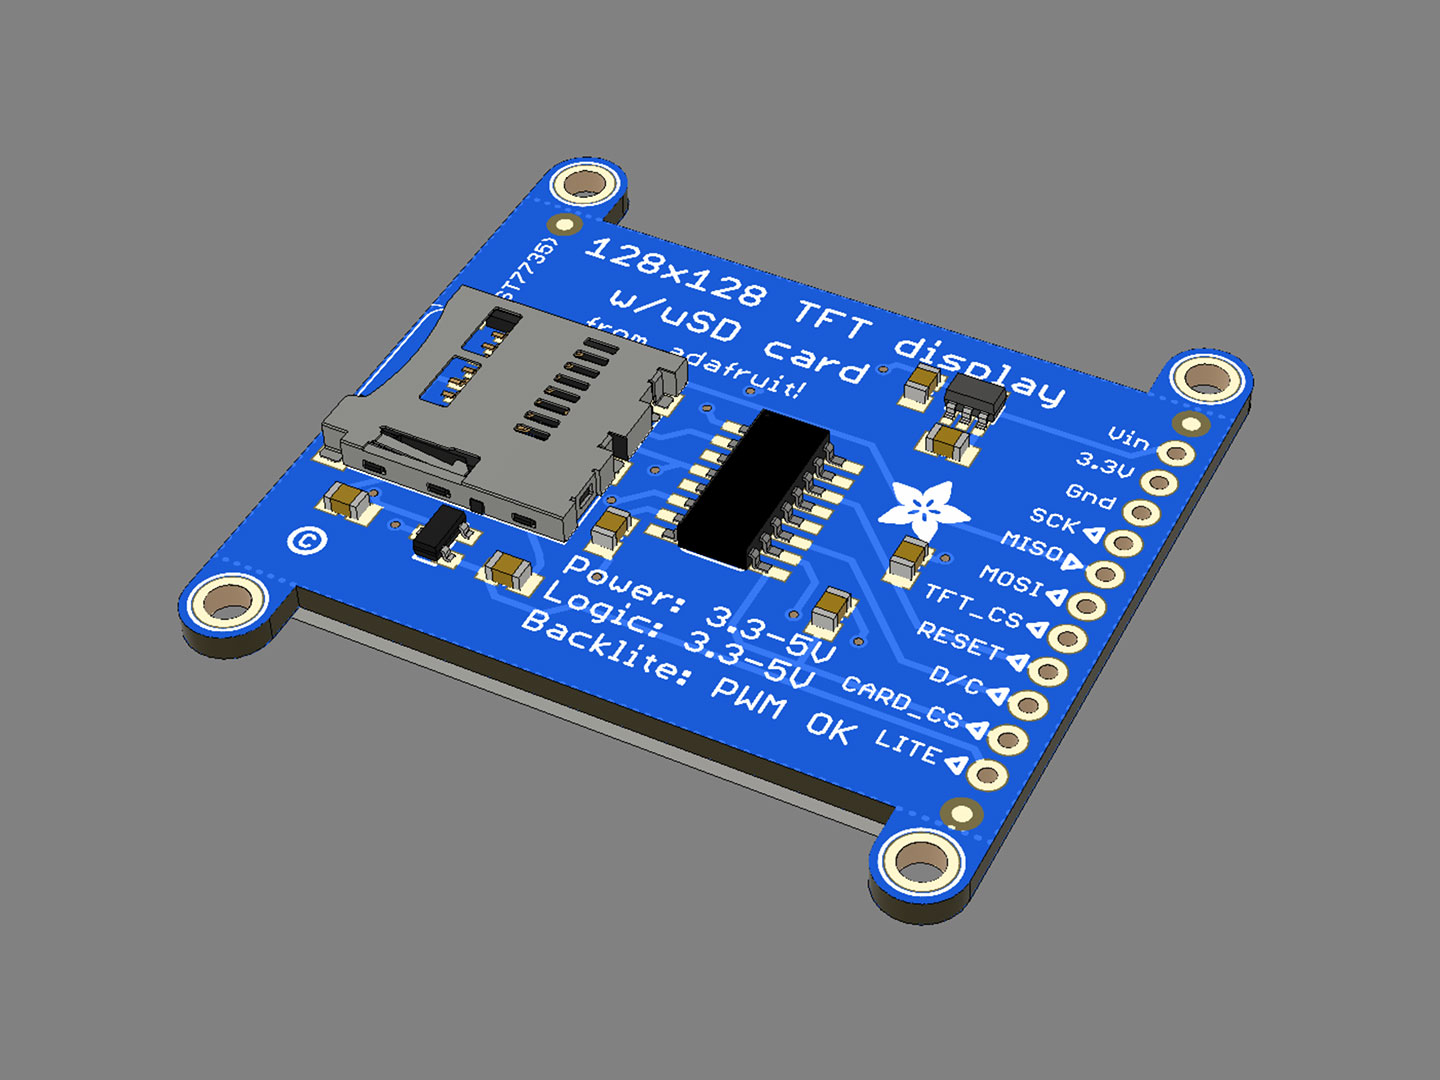 128x128 TFT display
w/uSD card
from adafruit!
ST7735)
Vin
3.3V
Gnd
SCK
MISO
MOSI
TFT_CS
RESET
D/C
CARD_CS
LITE
©
Power: 3.3-5V
Logic: 3.3-5V
Backlite: PWM OK